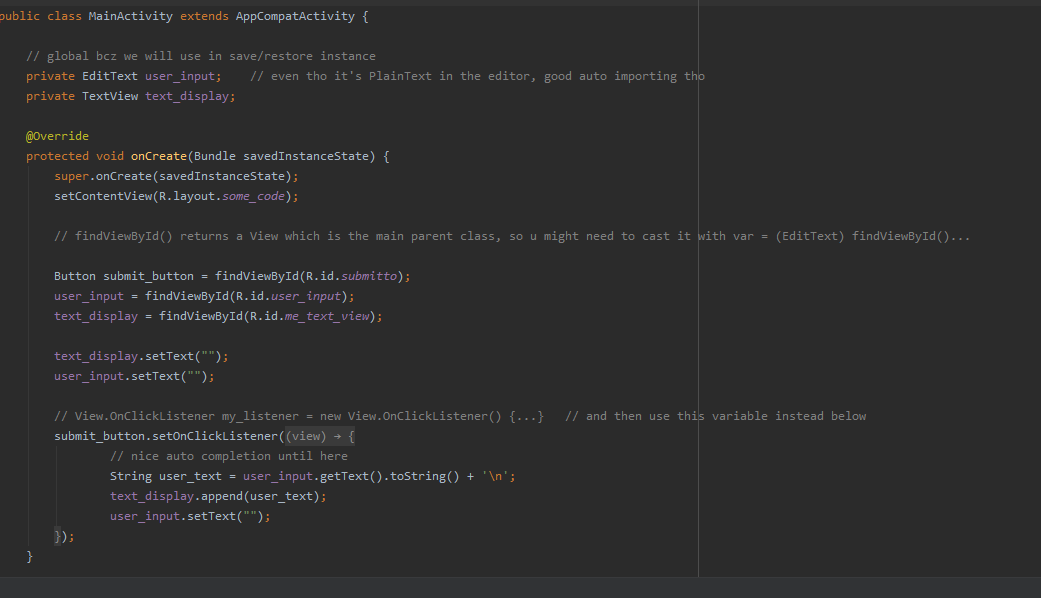 public class MainActivity extends AppCompatActivity {
// global bcz we will use in save/restore instance
private EditText user_input;    // even tho it's PlainText in the editor, good auto importing tho
private TextView text_display;
@Override
protected void onCreate(Bundle savedInstanceState) {
super.onCreate(savedInstanceState);
setContentView(R.layout.some_code);
// findViewById() returns a View which is the main parent class, so u might need to cast it with var = (EditText) findViewById()...
Button submit_button = findViewById(R.id.submitto);
user_input = findViewById(R.id.user_input);
text_display = findViewById(R.id.me_text_view);
text_display.setText("");
user_input.setText("");
// View.OnClickListener my_listener = new View.OnClickListener() {...}   // and then use this variable instead below
submit_button.setOnClickListener((view) → {
// nice auto completion until here
String user_text = user_input.getText().toString() + '\n';
text_display.append(user_text);
user_input.setText("");
});
}